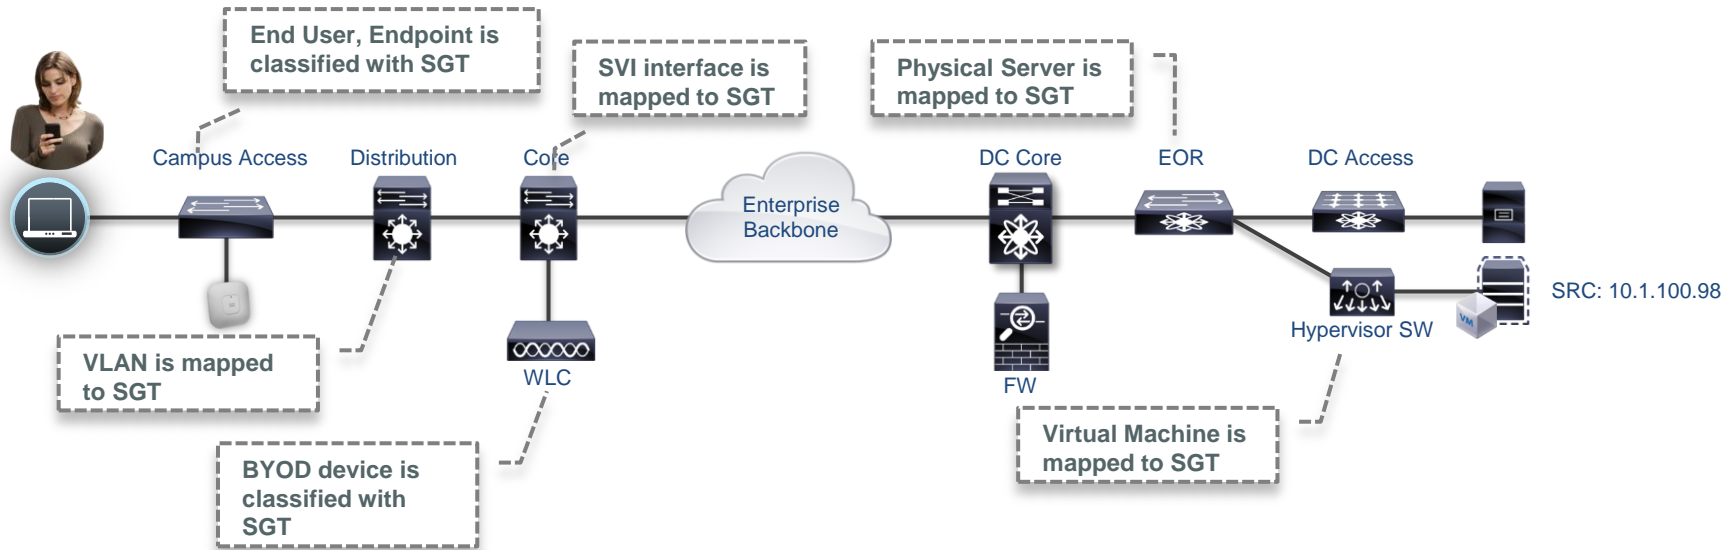 End User, Endpoint is
classified with SGT
SVI interface is
mapped to SGT
Physical Server is
mapped to SGT
Campus Access
Distribution
Core
DC Core
EOR
DC Access
Enterprise
Backbone
SRC: 10.1.100.98
VM
Hypervisor SW
VLAN is mapped
to SGT
WLC
FW
BYOD device is
classified with
SGT
Virtual Machine is
mapped to SGT